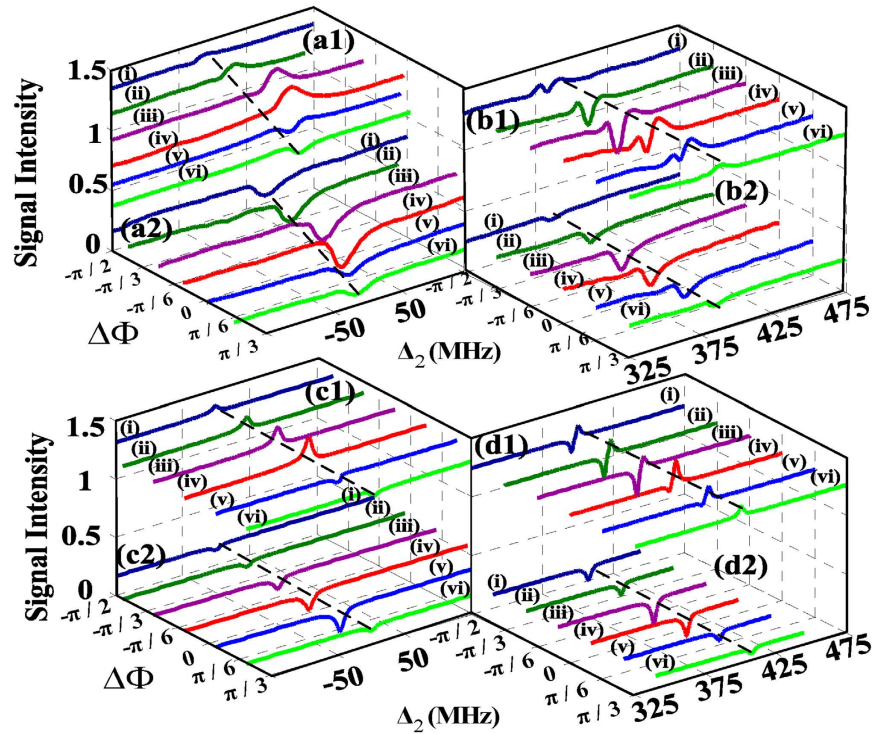 1.5
1
0.5
0
Signal Intensity
(a1)
(i)
(ii)
(iii)
(iv)
(v)
(vi)
(a2)
(i)
(ii)
(iii)
(iv)
(v)
(vi)
-π / 2
-π / 3
-π / 6
0
π / 6
π / 3
ΔΦ
-50
50
Δ₂ (MHz)
(b1)
(i)
(ii)
(iii)
(iv)
(v)
(vi)
(b2)
(i)
(ii)
(iii)
(iv)
(v)
(vi)
-π / 2
-π / 3
-π / 6
0
π / 6
π / 3
325
375
425
475
1.5
1
0.5
0
Signal Intensity
(c1)
(i)
(ii)
(iii)
(iv)
(v)
(vi)
(c2)
(i)
(ii)
(iii)
(iv)
(v)
(vi)
-π / 2
-π / 3
-π / 6
0
π / 6
π / 3
ΔΦ
-50
50
Δ₂ (MHz)
(d1)
(i)
(ii)
(iii)
(iv)
(v)
(vi)
(d2)
(i)
(ii)
(iii)
(iv)
(v)
(vi)
-π / 2
-π / 3
-π / 6
0
π / 6
π / 3
325
375
425
475